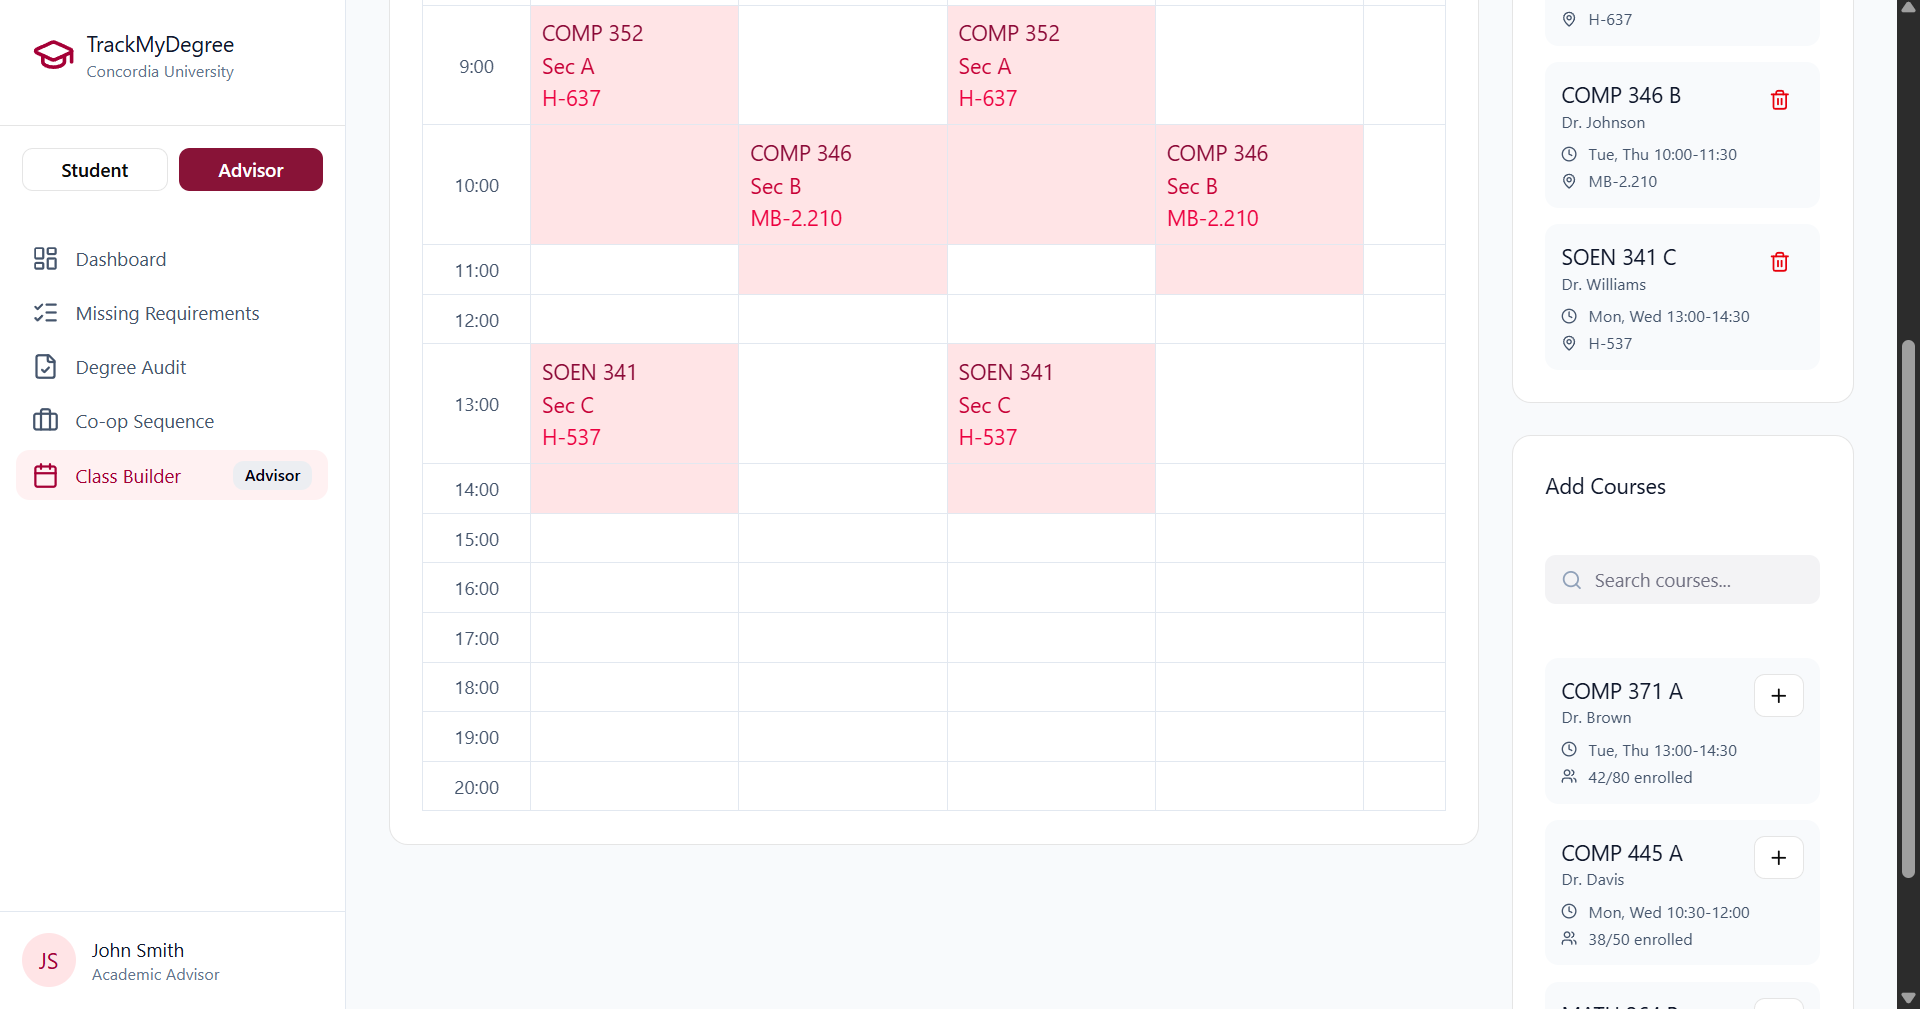 TrackMyDegree
Concordia University
Student
Advisor
Dashboard
Missing Requirements
Degree Audit
Co-op Sequence
Class Builder
Advisor
JS
John Smith
Academic Advisor
9:00
COMP 352
Sec A
H-637
COMP 352
Sec A
H-637
10:00
COMP 346
Sec B
MB-2.210
COMP 346
Sec B
MB-2.210
11:00
12:00
13:00
SOEN 341
Sec C
H-537
SOEN 341
Sec C
H-537
14:00
15:00
16:00
17:00
18:00
19:00
20:00
H-637
COMP 346 B
Dr. Johnson
Tue, Thu 10:00-11:30
MB-2.210
SOEN 341 C
Dr. Williams
Mon, Wed 13:00-14:30
H-537
Add Courses
Search courses...
COMP 371 A
Dr. Brown
Tue, Thu 13:00-14:30
42/80 enrolled
COMP 445 A
Dr. Davis
Mon, Wed 10:30-12:00
38/50 enrolled